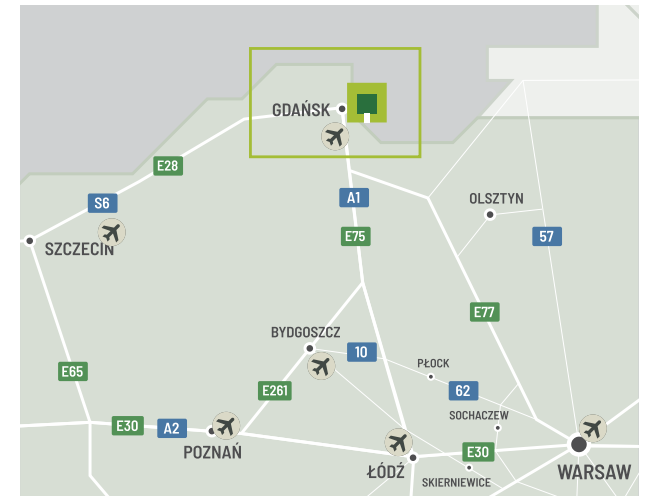 GDAŃSK
E28
A1
S6
OLSZTYN
57
E75
SZCZECIN
E77
BYDGOSZCZ
10
PŁOCK
E65
E261
62
SOCHACZEW
E30
A2
POZNAŃ
E30
ŁÓDŹ
WARSAW
SKIERNIEWICE